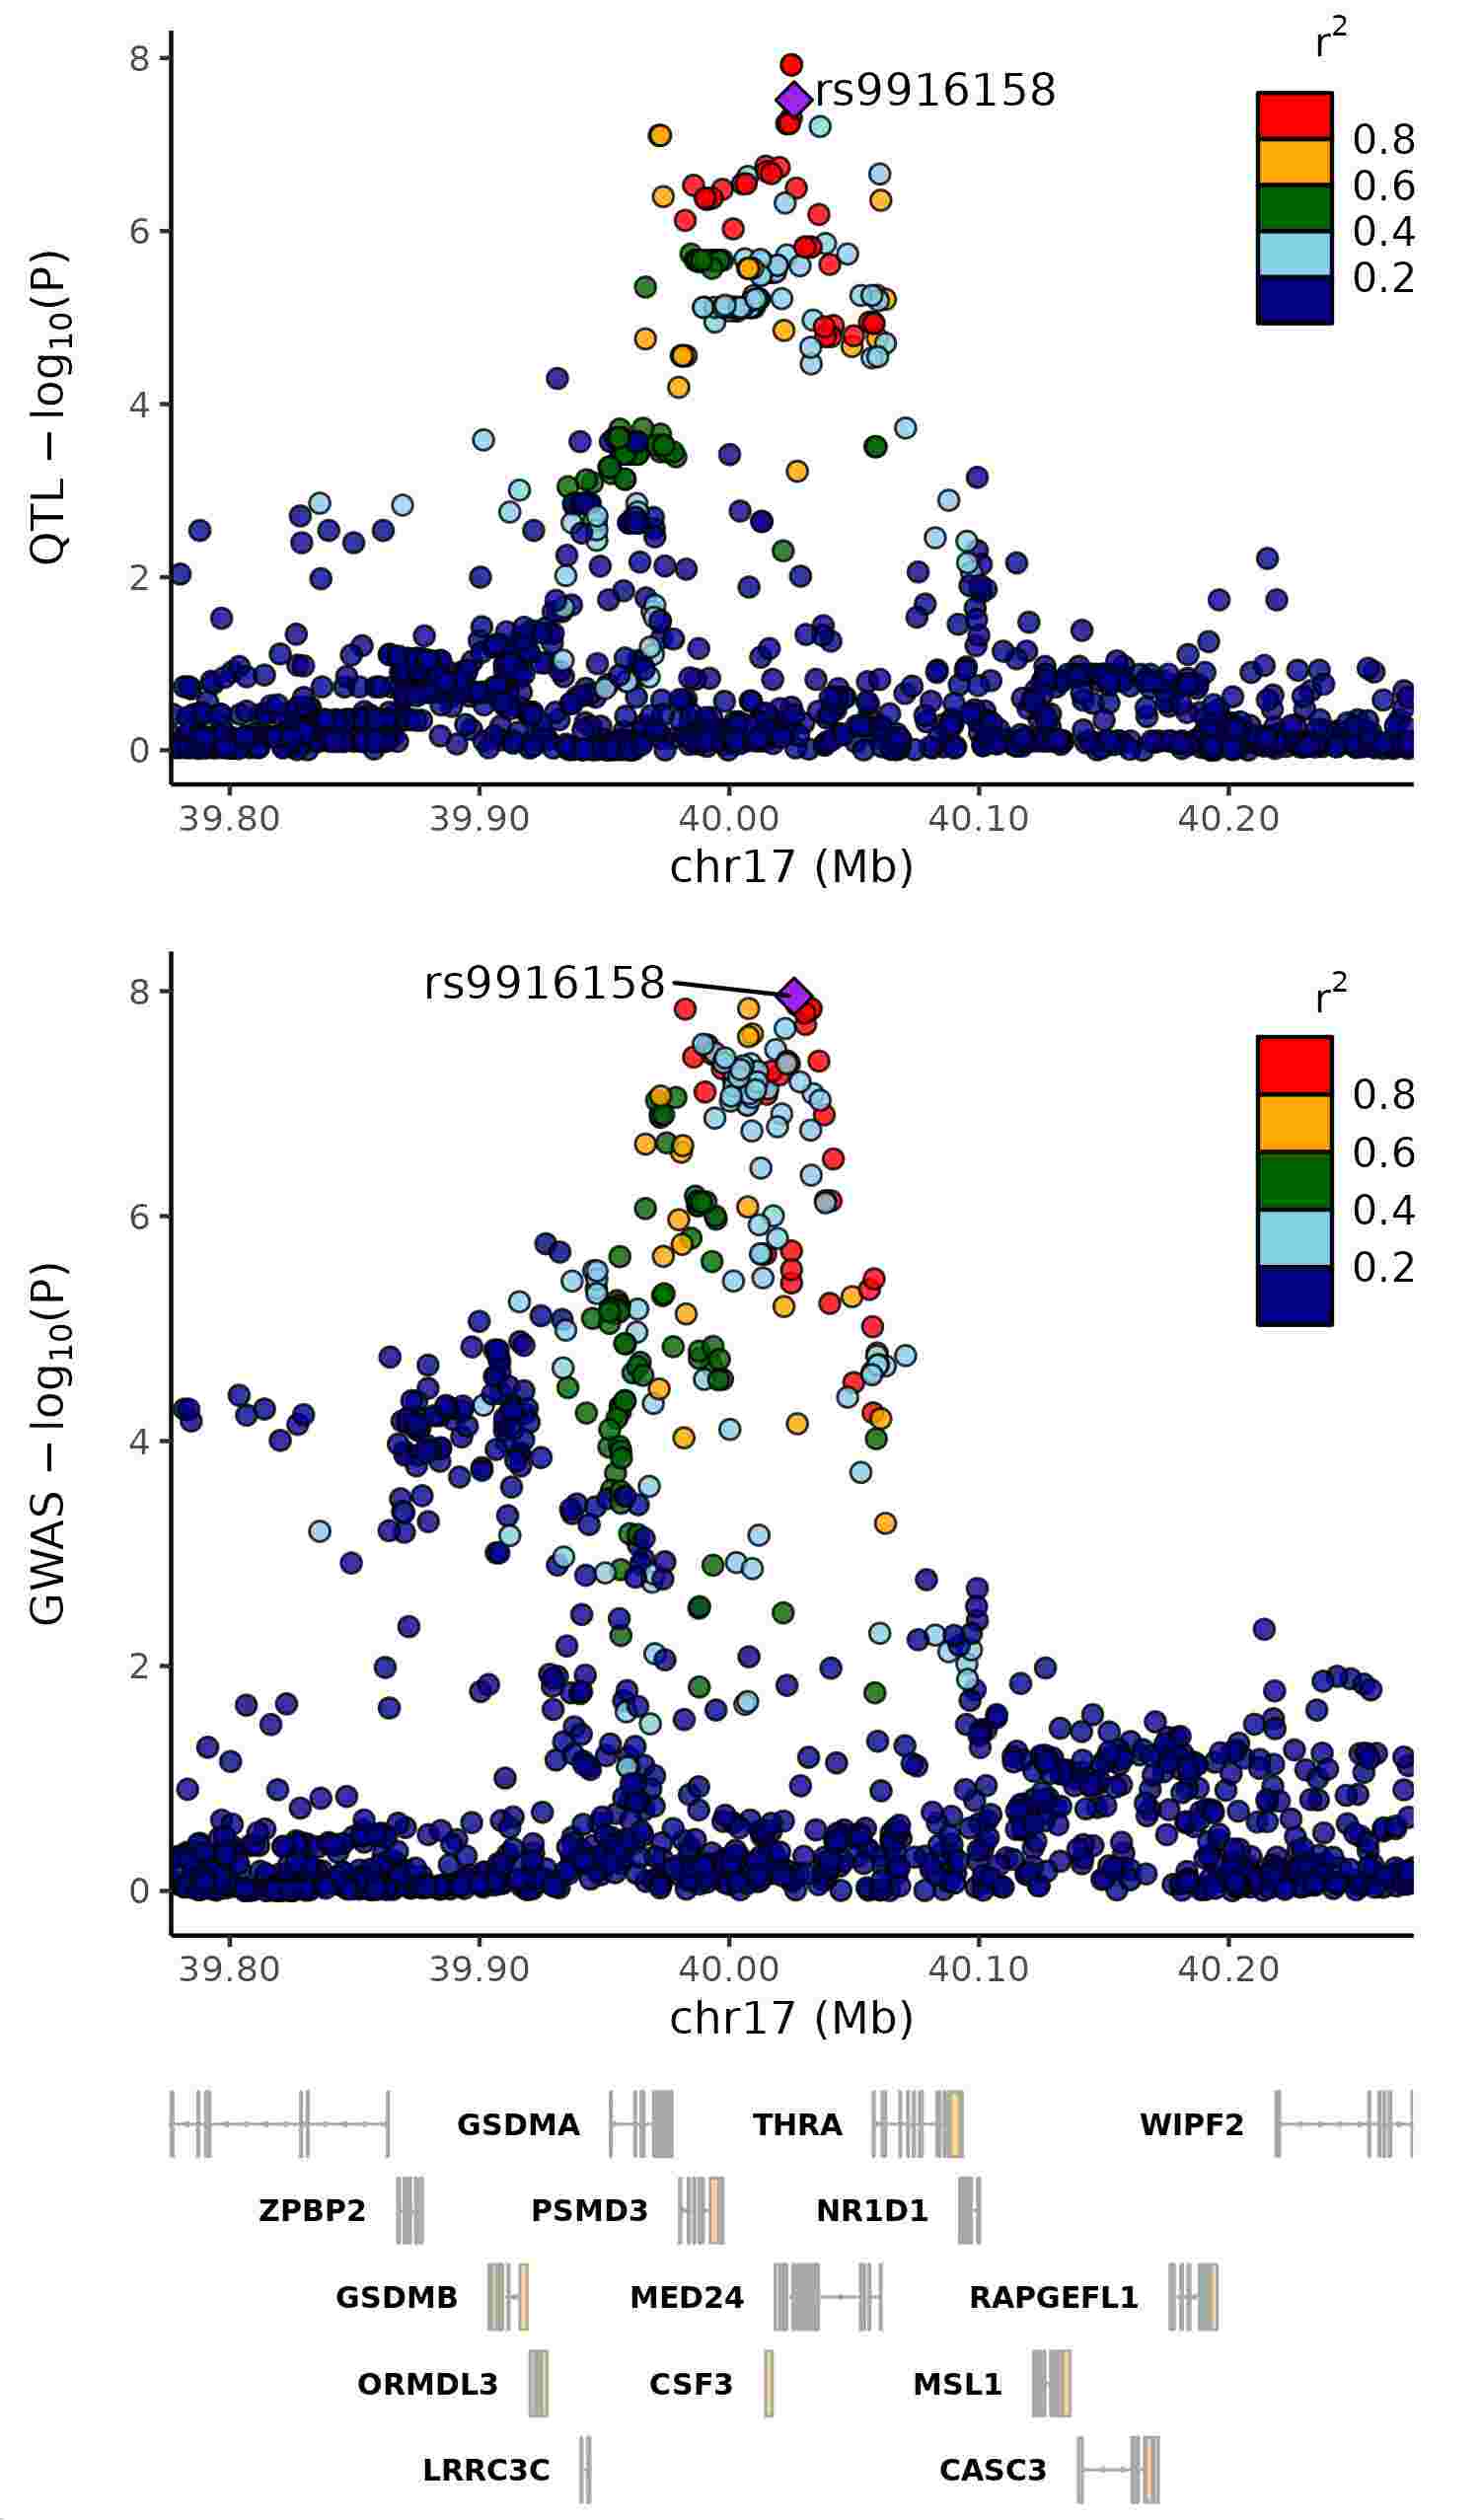 r2
8
rs9916158
0.8
0.6
6
0.4
0.2
QTL −log10(P)
4
2
0
39.80 39.90 40.00 40.10 40.20
chr17 (Mb)
rs9916158
8
r2
0.8
0.6
6
0.4
0.2
GWAS −log10(P)
4
2
0
39.80 39.90 40.00 40.10 40.20
chr17 (Mb)
GSDMA THRA WIPF2
ZPBP2 PSMD3 NR1D1
GSDMB MED24 RAPGEFL1
ORMDL3 CSF3 MSL1
LRRC3C CASC3